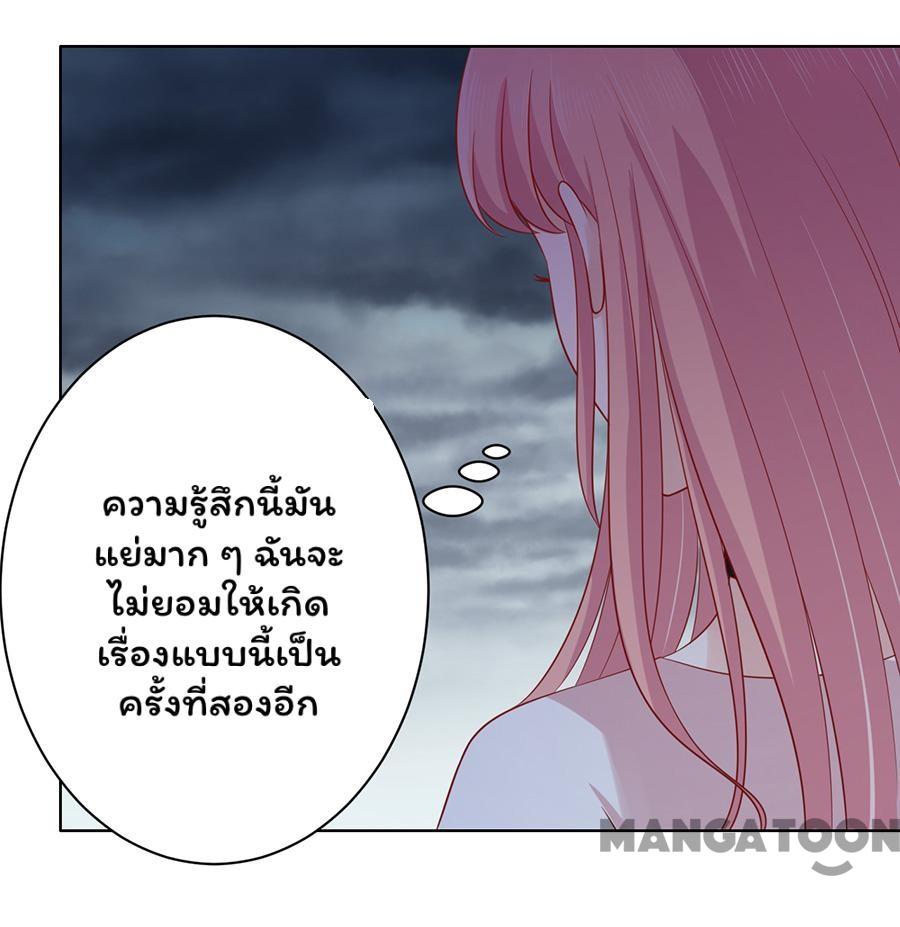 ความรู้สึกนี้มัน
แย่มาก ๆ ฉันจะ
ไม่ยอมให้เกิด
เรื่องแบบนี้เป็น
ครั้งที่สองอีก
MANGATOON